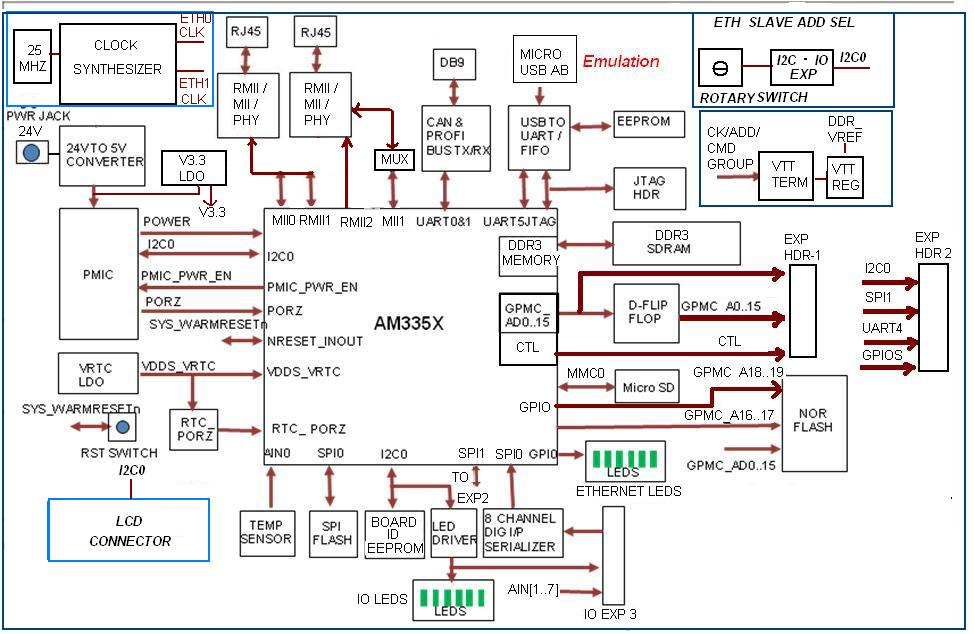 ETH0
CLK
25
MHZ
CLOCK
SYNTHESIZER
ETH1
CLK
RJ45
RJ45
DB9
MICRO
USB AB
Emulation
ETH SLAVE ADD SEL
Θ
I2C - IO
EXP
I2C0
ROTARY SWITCH
PWR JACK
24V
24V TO 5V
CONVERTER
V3.3
LDO
V3.3
RMII /
MII /
PHY
RMII /
MII /
PHY
MUX
CAN &
PROFI
BUS TX/RX
USB TO
UART /
FIFO
EEPROM
JTAG
HDR
CK/ADD/
CMD
GROUP
DDR_
VREF
VTT
TERM
VTT
REG
MII0 RMII1 RMII2 MII1 UART0&1 UART5JTAG
PMIC
POWER
I2C0
PMIC_PWR_EN
PORZ
SYS_WARMRESETn
I2C0
PMIC_PWR_EN
PORZ
NRESET_INOUT
VDDS_VRTC
RTC_ PORZ
AM335X
DDR3
MEMORY
DDR3
SDRAM
GPMC_
AD0..15
CTL
D-FLIP
FLOP
GPMC_A0..15
CTL
EXP
HDR-1
EXP
HDR 2
I2C0
SPI1
UART4
GPIOS
VRTC
LDO
VDDS_VRTC
MMC0
Micro SD
GPMC_A18..19
GPIO
GPMC_A16..17
NOR
FLASH
GPMC_AD0..15
SYS_WARMRESETn
RST SWITCH
RTC_
PORZ
AIN0 SPI0 I2C0 SPI1 SPI0 GPIO
TO
EXP2
LEDS
ETHERNET LEDS
I2C0
LCD
CONNECTOR
TEMP
SENSOR
SPI
FLASH
BOARD
ID
EEPROM
LED
DRIVER
8 CHANNEL
DIG I/P
SERIALIZER
AIN[1..7]
IO LEDS
LEDS
IO EXP 3